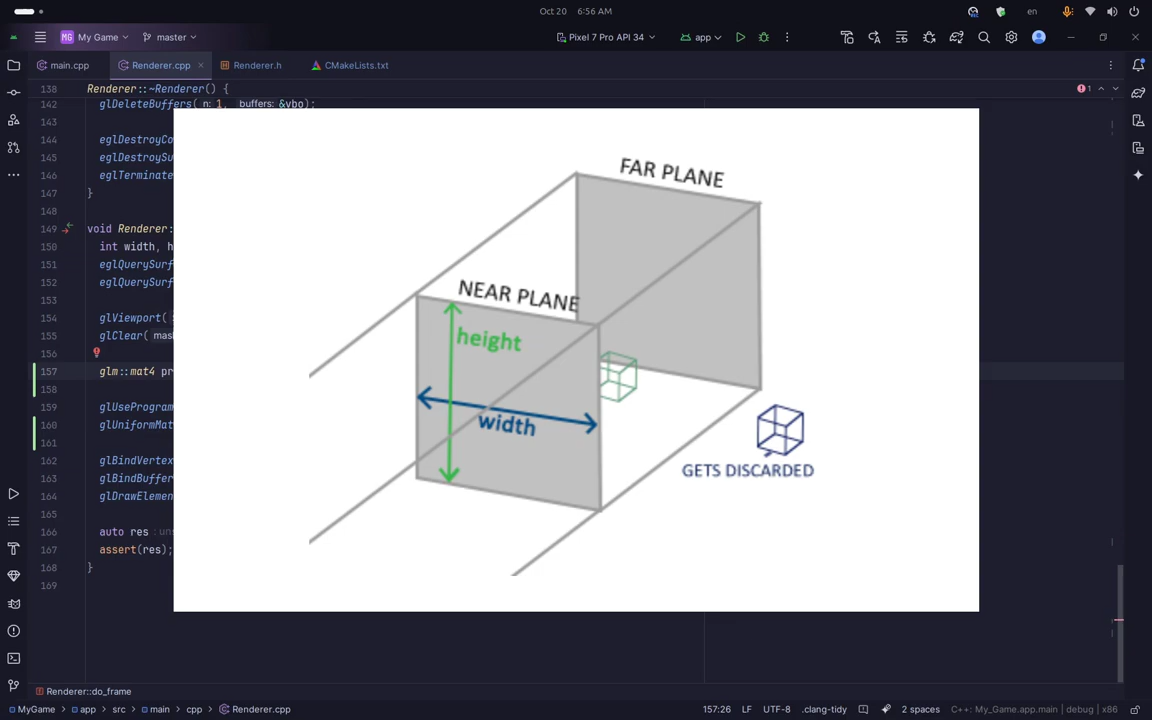 Oct 20 6:56 AM
en
MG My Game master
Pixel 7 Pro API 34 app
main.cpp Renderer.cpp Renderer.h CMakeLists.txt
138 Renderer::~Renderer() { 1
142 glDeleteBuffers( n: 1, buffers: &vbo);
143
144 eglDestroyCo
145 eglDestroySu
146 eglTerminate
147 }
148
149 void Renderer:
150 int width, h
151 eglQuerySurf
152 eglQuerySurf
153
154 glViewport(
155 glClear( mas
156
157 glm::mat4 pr
158
159 glUseProgram
160 glUniformMat
161
162 glBindVertex
163 glBindBuffer
164 glDrawElemen
165
166 auto res : uns
167 assert(res);
168 }
169
FAR PLANE
NEAR PLANE
height
width
GETS DISCARDED
Renderer::do_frame
MyGame app src main cpp Renderer.cpp
157:26 LF UTF-8 .clang-tidy 2 spaces C++: My_Game.app.main | debug | x86